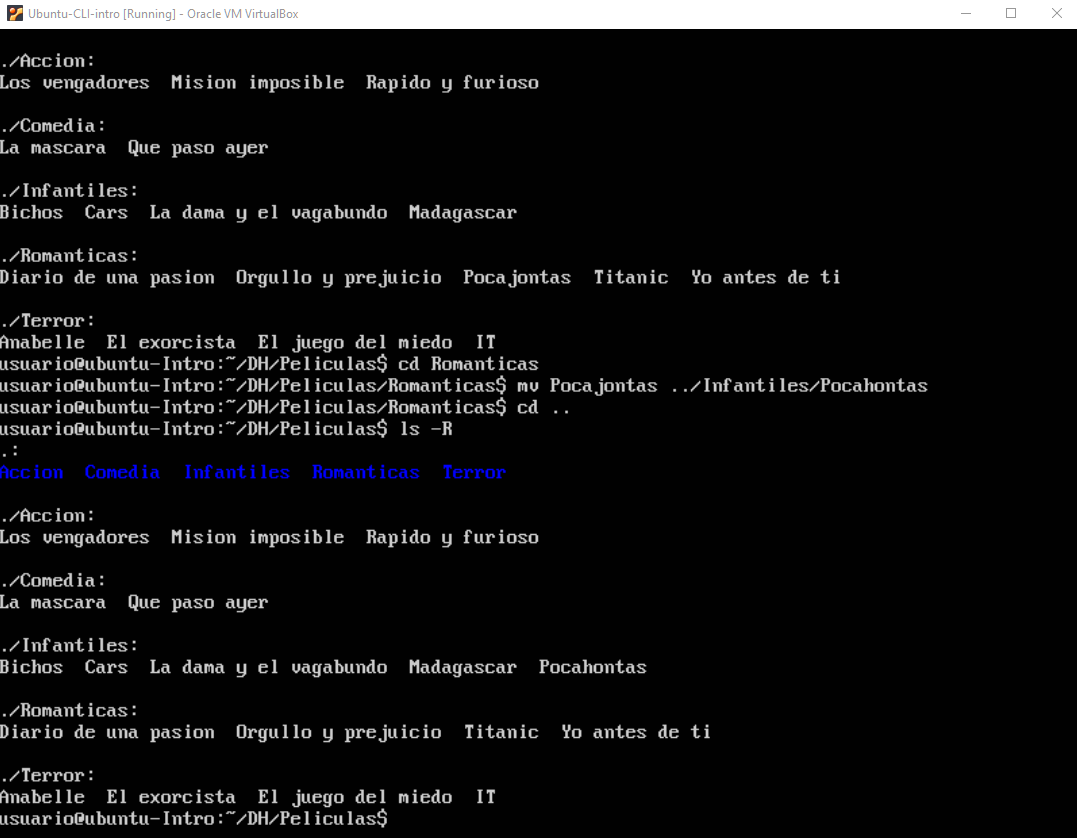 Ubuntu-CLI-intro [Running] - Oracle VM VirtualBox
./Accion:
Los vengadores  Mision imposible  Rapido y furioso
./Comedia:
La mascara  Que paso ayer
./Infantiles:
Bichos  Cars  La dama y el vagabundo  Madagascar
./Romanticas:
Diario de una pasion  Orgullo y prejuicio  Pocajontas  Titanic  Yo antes de ti
./Terror:
Anabelle  El exorcista  El juego del miedo  IT
usuario@ubuntu-Intro:~/DH/Peliculas$ cd Romanticas
usuario@ubuntu-Intro:~/DH/Peliculas/Romanticas$ mv Pocajontas ../Infantiles/Pocahontas
usuario@ubuntu-Intro:~/DH/Peliculas/Romanticas$ cd ..
usuario@ubuntu-Intro:~/DH/Peliculas$ ls -R
.:
Accion  Comedia  Infantiles  Romanticas  Terror
./Accion:
Los vengadores  Mision imposible  Rapido y furioso
./Comedia:
La mascara  Que paso ayer
./Infantiles:
Bichos  Cars  La dama y el vagabundo  Madagascar  Pocahontas
./Romanticas:
Diario de una pasion  Orgullo y prejuicio  Titanic  Yo antes de ti
./Terror:
Anabelle  El exorcista  El juego del miedo  IT
usuario@ubuntu-Intro:~/DH/Peliculas$